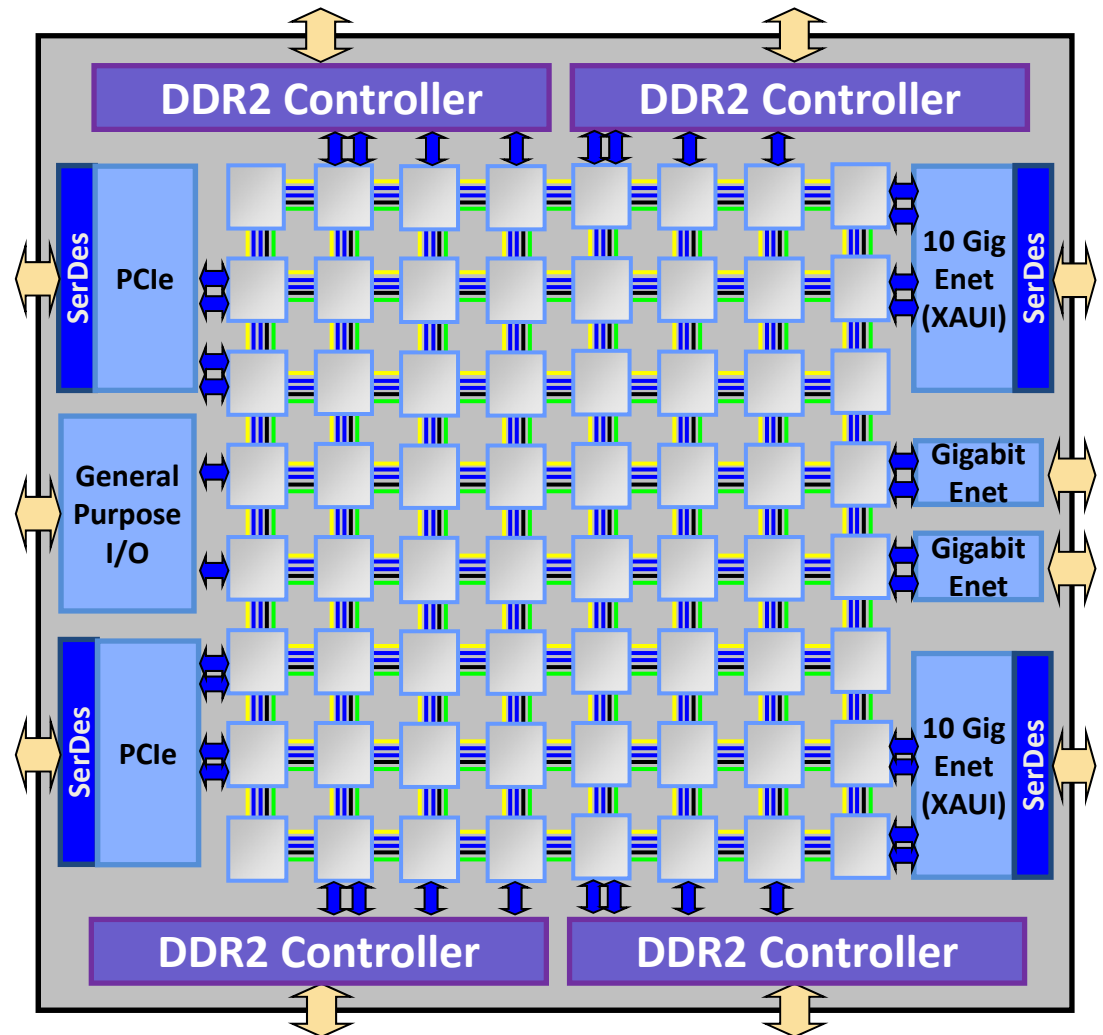 DDR2 Controller
DDR2 Controller
SerDes
PCIe
10 Gig
Enet
(XAUI)
SerDes
General
Purpose
I/O
Gigabit
Enet
Gigabit
Enet
SerDes
PCIe
10 Gig
Enet
(XAUI)
SerDes
DDR2 Controller
DDR2 Controller